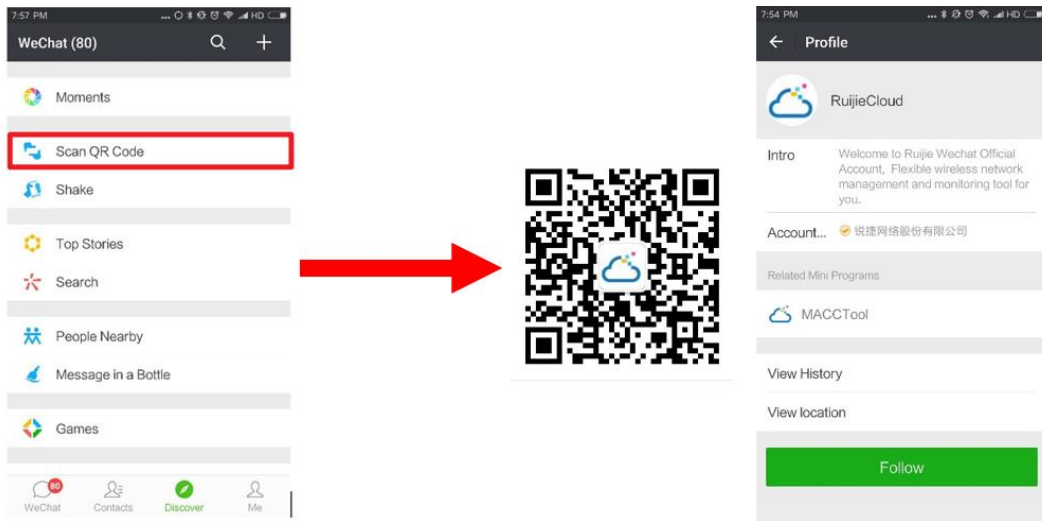 7:57 PM
... HD
WeChat (80)
Moments
Scan QR Code
Shake
Top Stories
Search
People Nearby
Message in a Bottle
Games
80
WeChat
Contacts
Discover
Me
7:54 PM
... HD
Profile
RuijieCloud
Intro
Welcome to Ruijie Wechat Official
Account, Flexible wireless network
management and monitoring tool for
you.
Account... 锐捷网络股份有限公司
Related Mini Programs
MACCTool
View History
View location
Follow